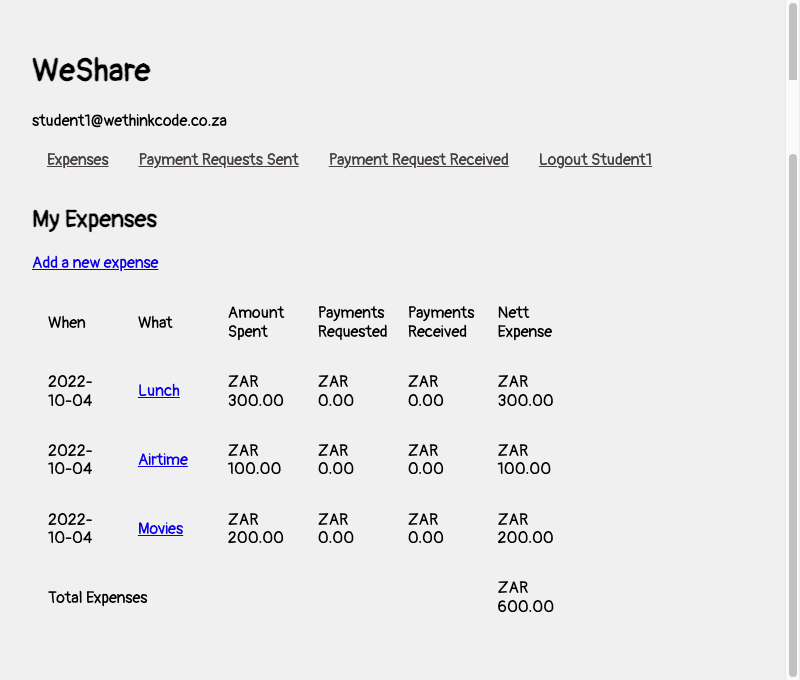 WeShare
student1@wethinkcode.co.za
Expenses Payment Requests Sent Payment Request Received Logout Student1
My Expenses
Add a new expense
When What Amount Spent Payments Requested Payments Received Nett Expense
2022-10-04 Lunch ZAR 300.00 ZAR 0.00 ZAR 0.00 ZAR 300.00
2022-10-04 Airtime ZAR 100.00 ZAR 0.00 ZAR 0.00 ZAR 100.00
2022-10-04 Movies ZAR 200.00 ZAR 0.00 ZAR 0.00 ZAR 200.00
Total Expenses ZAR 600.00